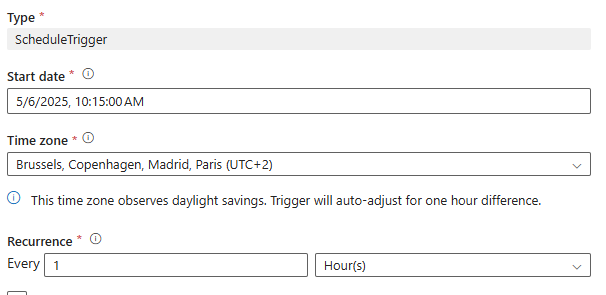 Type *
ScheduleTrigger
Start date *
5/6/2025, 10:15:00 AM
Time zone *
Brussels, Copenhagen, Madrid, Paris (UTC+2)
This time zone observes daylight savings. Trigger will auto-adjust for one hour difference.
Recurrence *
Every 1 Hour(s)